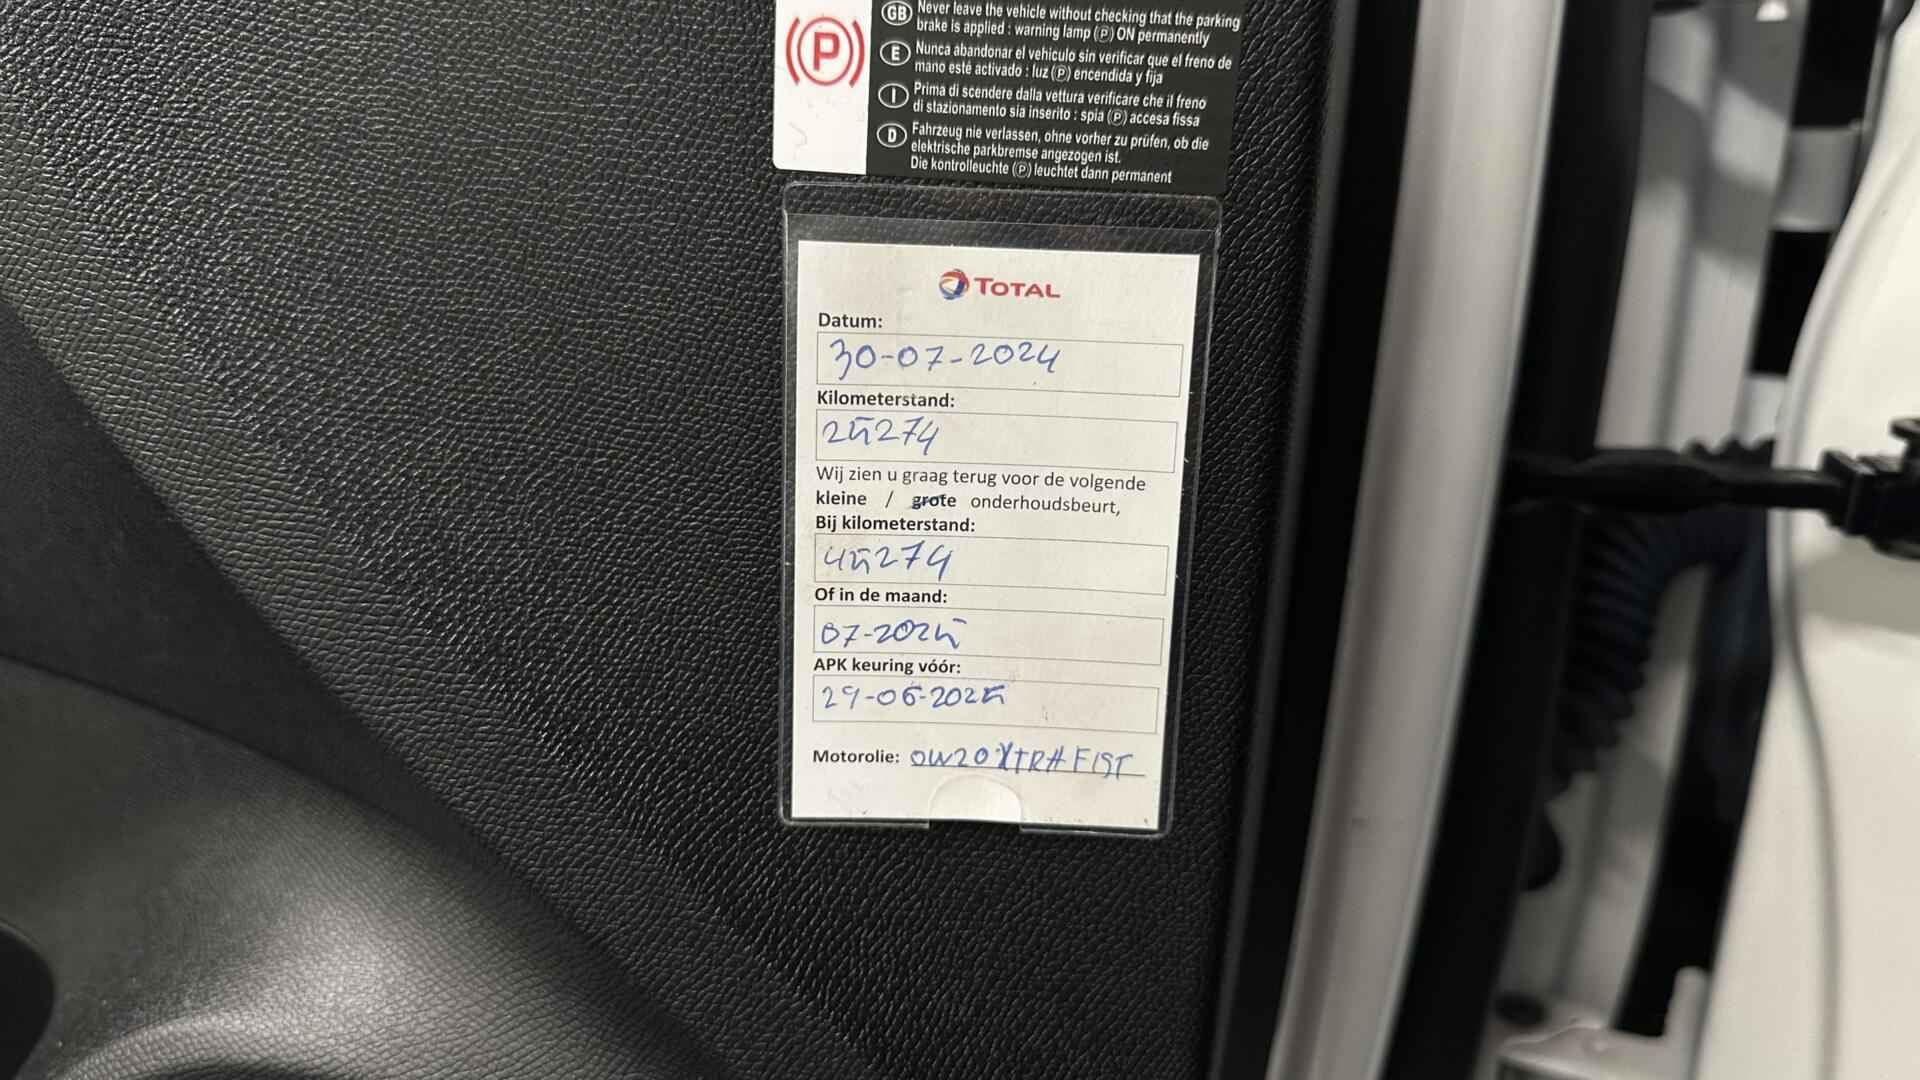 GB Never leave the vehicle without checking that the parking
brake is applied : warning lamp (P) ON permanently
E Nunca abandonar el vehiculo sin verificar que el freno de
mano esté activado : luz (P) encendida y fija
I Prima di scendere dalla vettura verificare che il freno
di stazionamento sia inserito : spia (P) accesa fissa
D Fahrzeug nie verlassen, ohne vorher zu prüfen, ob die
elektrische parkbremse angezogen ist.
Die kontrolleuchte (P) leuchtet dann permanent
P
TOTAL
Datum:
30-07-2024
Kilometerstand:
25274
Wij zien u graag terug voor de volgende
kleine / grote onderhoudsbeurt,
Bij kilometerstand:
45274
Of in de maand:
07-2025
APK keuring vóór:
29-06-2025
Motorolie: 0W20 XTRA F1ST